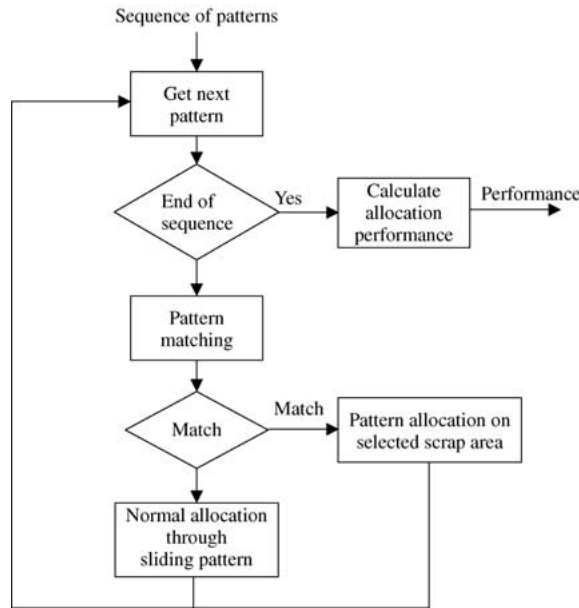 Sequence of patterns
Get next
pattern
End of
sequence
Yes
Calculate
allocation
performance
Performance
Pattern
matching
Match
Match
Pattern allocation on
selected scrap area
Normal allocation
through
sliding pattern